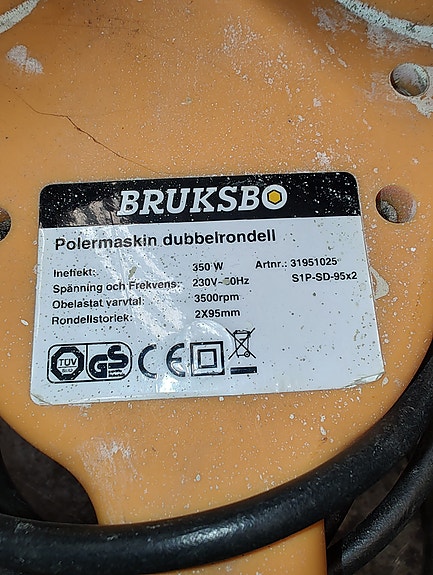 BRUKSBO
Polermaskin dubbelrondell
Ineffekt: 350 W Artnr.: 31951025
Spänning och Frekvens: 230V~50Hz S1P-SD-95x2
Obelastat varvtal: 3500rpm
Rondellstorlek: 2X95mm
TÜV GS CE